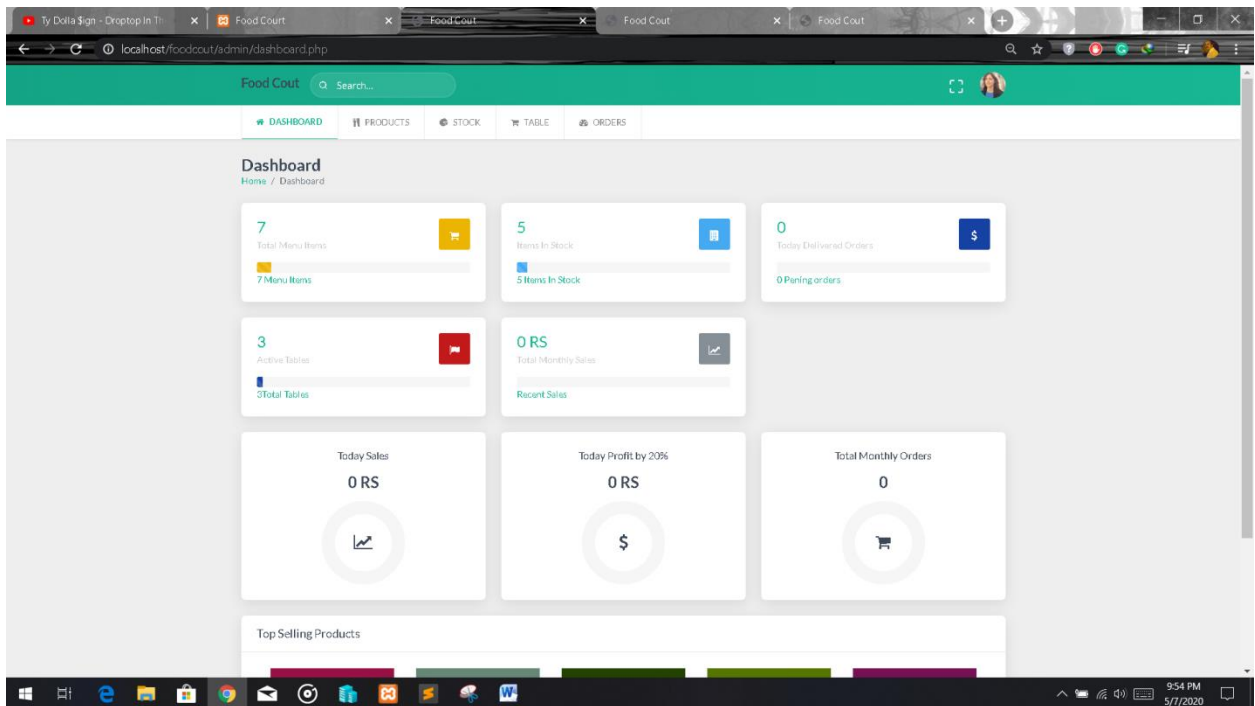 Ty Dolla $ign - Droptop In Th
Food Court
Food Cout
Food Cout
Food Cout
localhost/foodcout/admin/dashboard.php
Food Cout
Search...
DASHBOARD
PRODUCTS
STOCK
TABLE
ORDERS
Dashboard
Home / Dashboard
7
Total Menu Items
7 Menu Items
5
Items In Stock
5 Items In Stock
0
Today Delivered Orders
$
0 Pening orders
3
Active Tables
3Total Tables
0 RS
Total Monthly Sales
Recent Sales
Today Sales
0 RS
Today Profit by 20%
0 RS
$
Total Monthly Orders
0
Top Selling Products
9:54 PM
5/7/2020